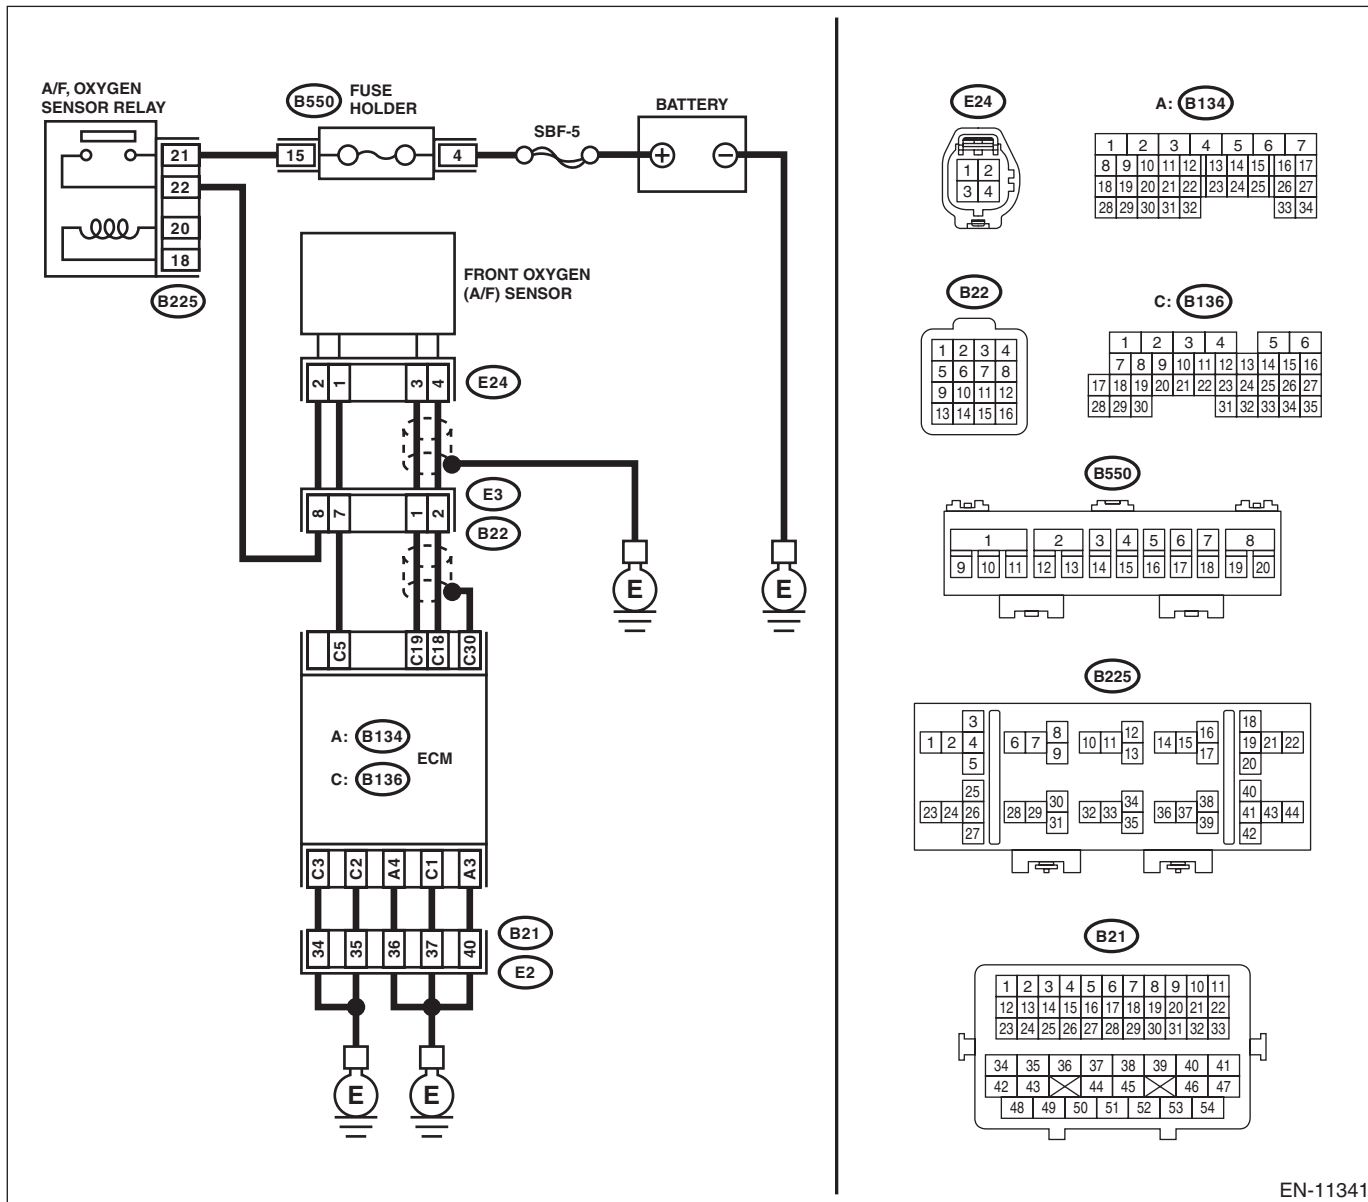 A/F, OXYGEN
SENSOR RELAY
B550
FUSE
HOLDER
SBF-5
BATTERY
21
15
4
+
−
22
20
18
B225
FRONT OXYGEN
(A/F) SENSOR
2 1 3 4
E24
E3
8 7 1 2
B22
E
E
C5 C19 C18 C30
A: B134
ECM
C: B136
C3 C2 A4 C1 A3
B21
34 35 36 37 40
E2
E
E
E24
1 2
3 4
A: B134
1 2 3 4 5 6 7
8 9 10 11 12 13 14 15 16 17
18 19 20 21 22 23 24 25 26 27
28 29 30 31 32 33 34
B22
1 2 3 4
5 6 7 8
9 10 11 12
13 14 15 16
C: B136
1 2 3 4 5 6
7 8 9 10 11 12 13 14 15 16
17 18 19 20 21 22 23 24 25 26 27
28 29 30 31 32 33 34 35
B550
1 2 3 4 5 6 7 8
9 10 11 12 13 14 15 16 17 18 19 20
B225
3 8 12 16 18
1 2 4 6 7 9 10 11 13 14 15 17 19 21 22
5 20
25 30 34 38 40
23 24 26 28 29 31 32 33 35 36 37 39 41 43 44
27 42
B21
1 2 3 4 5 6 7 8 9 10 11
12 13 14 15 16 17 18 19 20 21 22
23 24 25 26 27 28 29 30 31 32 33
34 35 36 37 38 39 40 41
42 43 44 45 46 47
48 49 50 51 52 53 54
EN-11341